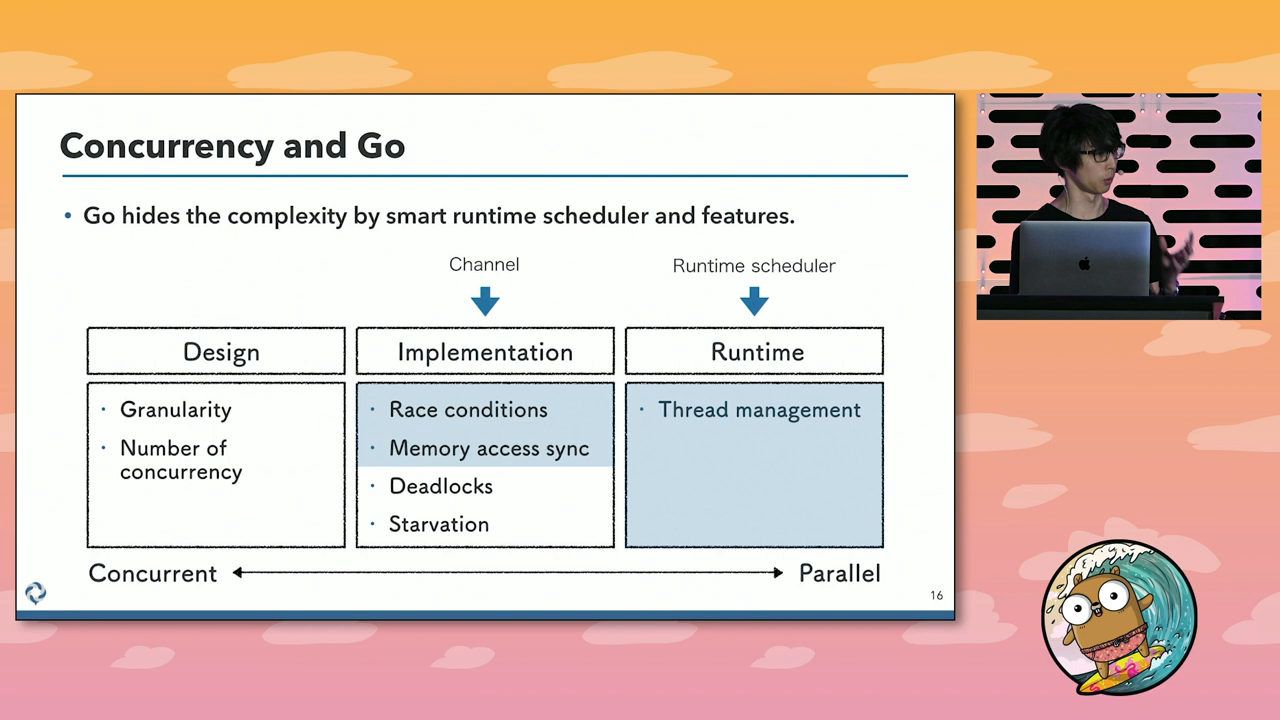 Concurrency and Go
• Go hides the complexity by smart runtime scheduler and features.
Channel
Runtime scheduler
Design
Implementation
Runtime
· Granularity
· Number of
concurrency
· Race conditions
· Memory access sync
· Deadlocks
· Starvation
· Thread management
Concurrent
Parallel
16